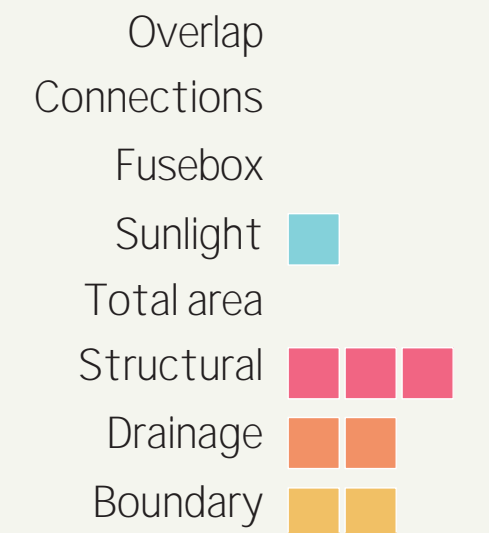 Overlap
Connections
Fusebox
Sunlight
Total area
Structural
Drainage
Boundary